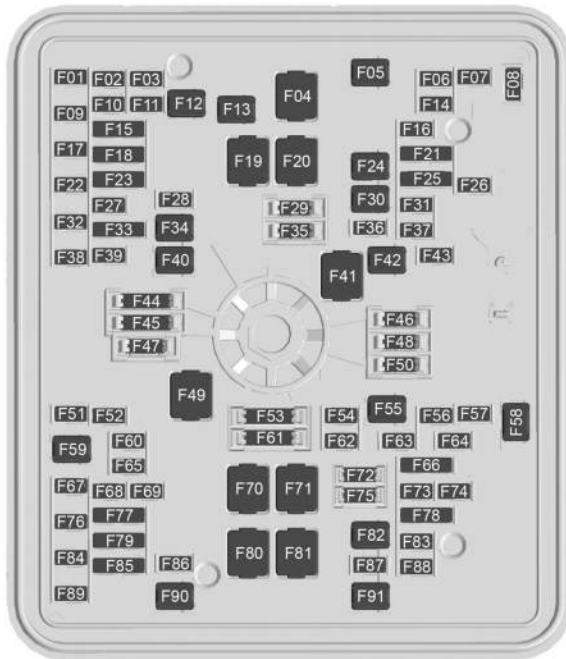 F01 F02 F03 F04 F05 F06 F07 F08
F09 F10 F11 F12 F13 F14
F15 F16
F17 F18 F19 F20 F21
F22 F23 F24 F25 F26
F27 F28 F29 F30 F31
F32 F33 F34 F35 F36 F37
F38 F39 F40 F41 F42 F43
F44
F45 F46
F47 F48
F49 F50
F51 F52 F53 F54 F55 F56 F57 F58
F59 F60 F61 F62 F63 F64
F65 F66
F67 F68 F69 F70 F71 F72 F73 F74
F75
F76 F77 F78
F79 F80 F81 F82 F83
F84 F85 F86 F87 F88
F89 F90 F91